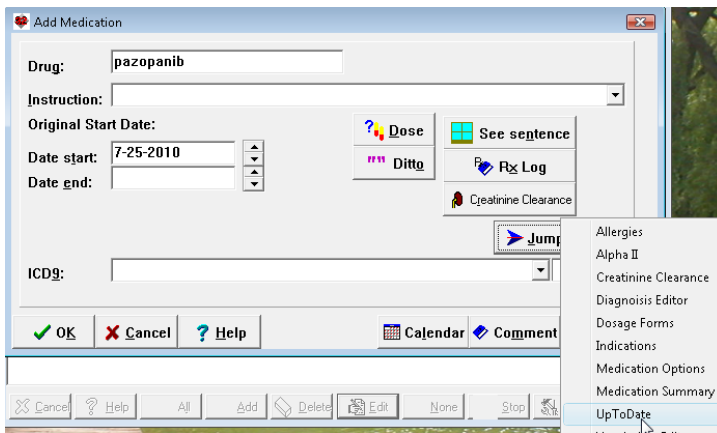 Add Medication
Drug: pazopanib
Instruction:
Original Start Date:
Dose
See sentence
Date start: 7-25-2010
Ditto
Rx Log
Date end:
Creatinine Clearance
Jump
ICD9:
OK
Cancel
Help
Calendar
Comment
Allergies
Alpha II
Creatinine Clearance
Diagnoisis Editor
Dosage Forms
Indications
Medication Options
Medication Summary
UpToDate
Cancel
Help
All
Add
Delete
Edit
None
Stop